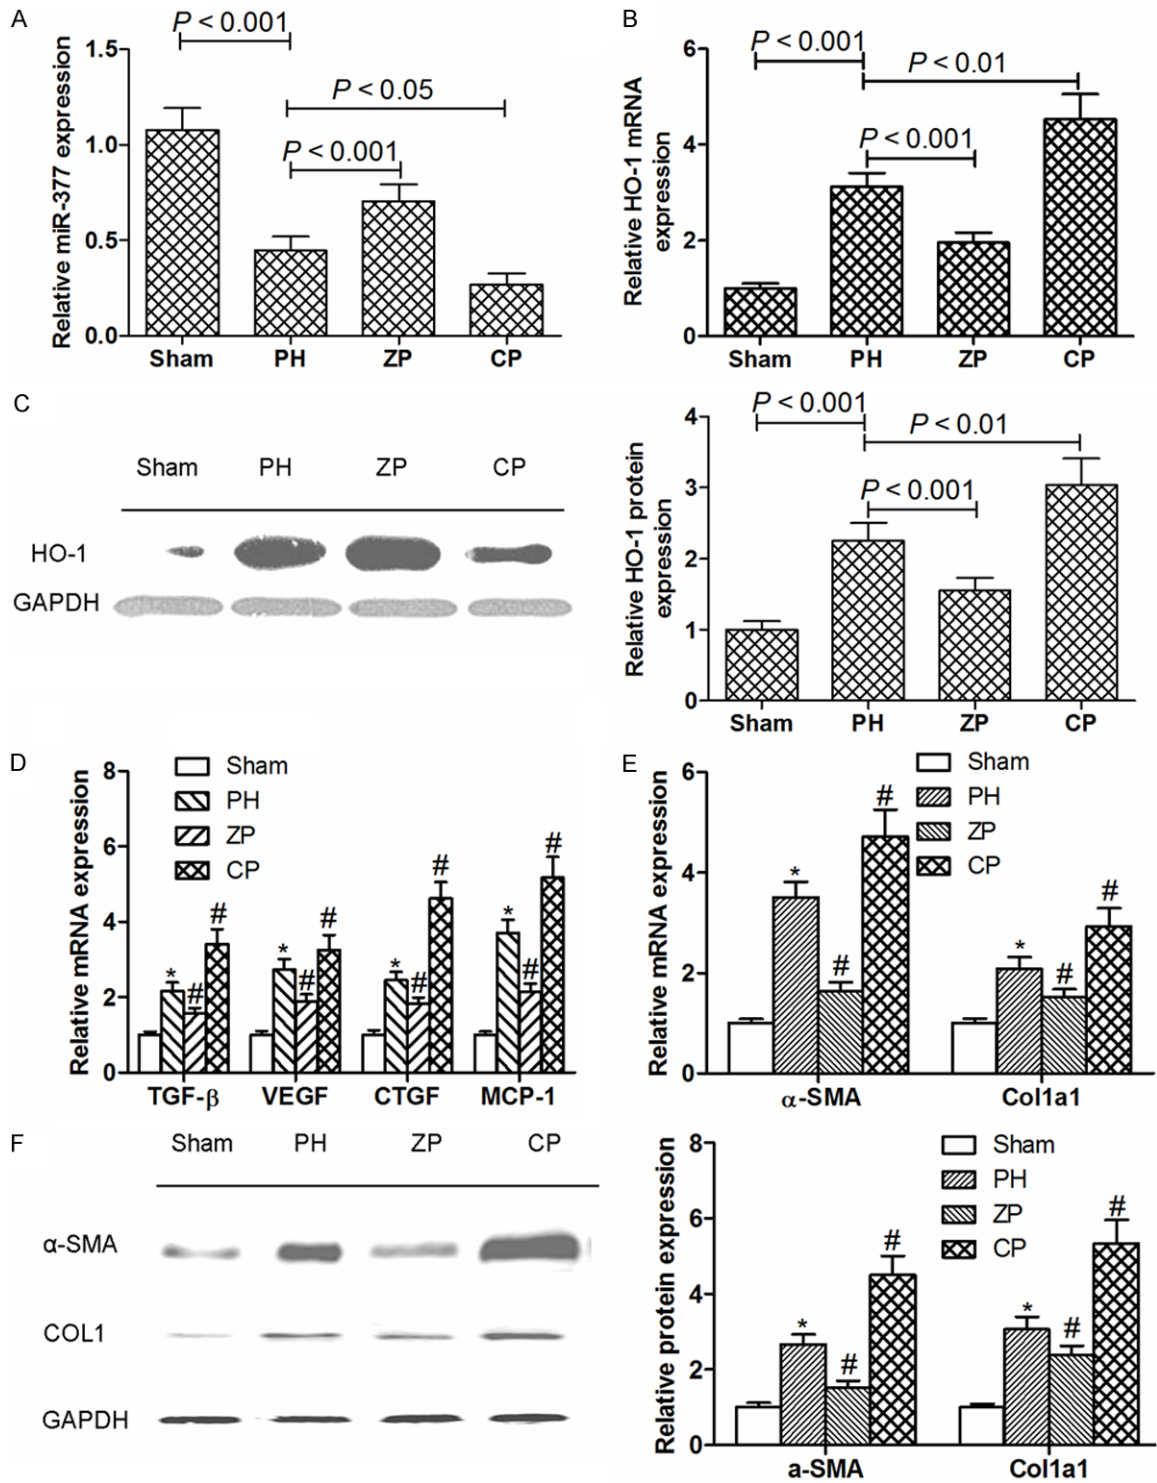 A
P < 0.001
P < 0.05
P < 0.001
Relative miR-377 expression
1.5
1.0
0.5
0.0
Sham PH ZP CP
B
P < 0.001
P < 0.01
P < 0.001
Relative HO-1 mRNA
expression
6
4
2
0
Sham PH ZP CP
C
Sham PH ZP CP
HO-1
GAPDH
P < 0.001
P < 0.01
P < 0.001
Relative HO-1 protein
expression
4
3
2
1
0
Sham PH ZP CP
D
Relative mRNA expression
8
6
4
2
0
Sham
PH
ZP
CP
* # # * # # * # # * # #
TGF-β VEGF CTGF MCP-1
E
Relative mRNA expression
6
4
2
0
Sham
PH
ZP
CP
* # # * # #
α-SMA Col1a1
F
Sham PH ZP CP
α-SMA
COL1
GAPDH
Relative protein expression
8
6
4
2
0
Sham
PH
ZP
CP
* # # * # #
a-SMA Col1a1